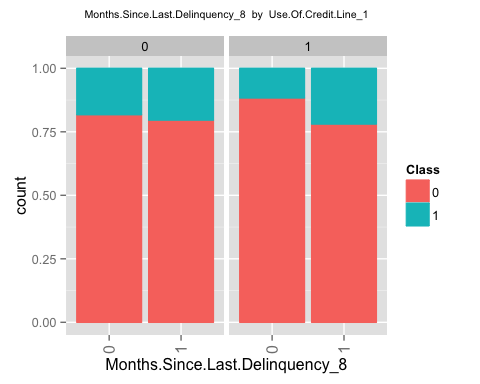 Months.Since.Last.Delinquency_8 by Use.Of.Credit.Line_1
0 1
1.00
0.75
0.50
0.25
0.00
count
0 1 0 1
Months.Since.Last.Delinquency_8
Class
0
1